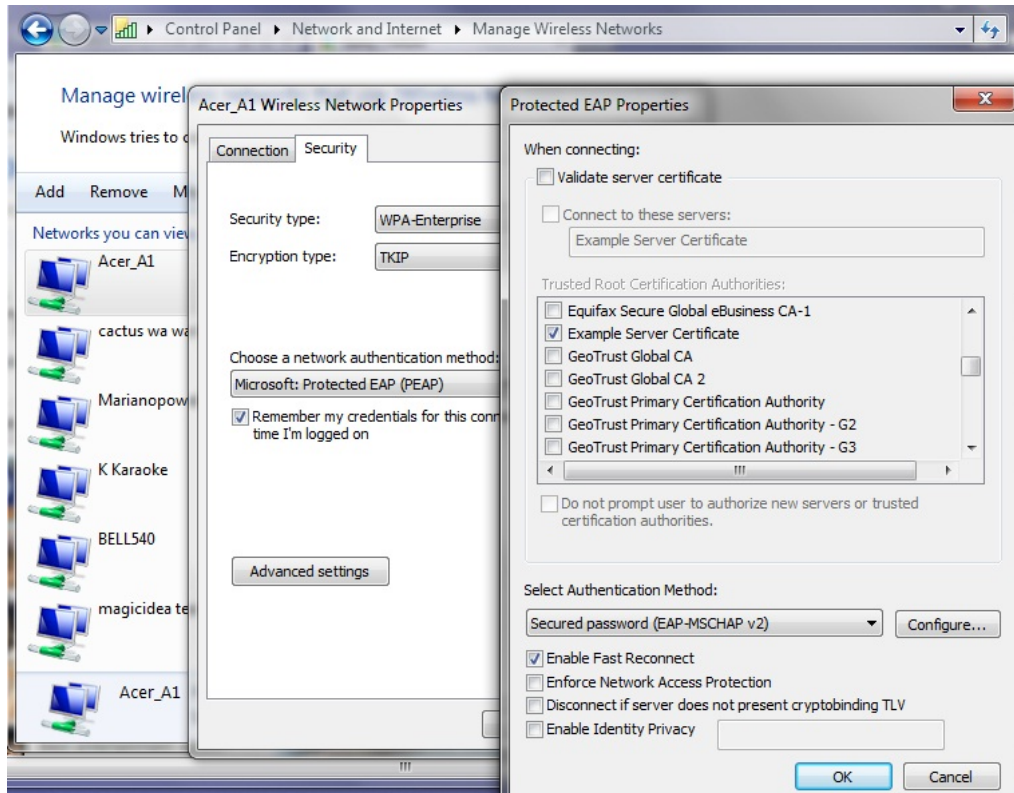 Control Panel ▸ Network and Internet ▸ Manage Wireless Networks
Manage wirel
Windows tries to c
Add Remove M
Networks you can view
Acer_A1
cactus wa wa
Marianopow
K Karaoke
BELL540
magicidea te
Acer_A1
Acer_A1 Wireless Network Properties
Connection Security
Security type: WPA-Enterprise
Encryption type: TKIP
Choose a network authentication method:
Microsoft: Protected EAP (PEAP)
Remember my credentials for this conn
time I'm logged on
Advanced settings
Protected EAP Properties
When connecting:
Validate server certificate
Connect to these servers:
Example Server Certificate
Trusted Root Certification Authorities:
Equifax Secure Global eBusiness CA-1
Example Server Certificate
GeoTrust Global CA
GeoTrust Global CA 2
GeoTrust Primary Certification Authority
GeoTrust Primary Certification Authority - G2
GeoTrust Primary Certification Authority - G3
Do not prompt user to authorize new servers or trusted
certification authorities.
Select Authentication Method:
Secured password (EAP-MSCHAP v2) Configure...
Enable Fast Reconnect
Enforce Network Access Protection
Disconnect if server does not present cryptobinding TLV
Enable Identity Privacy
OK Cancel